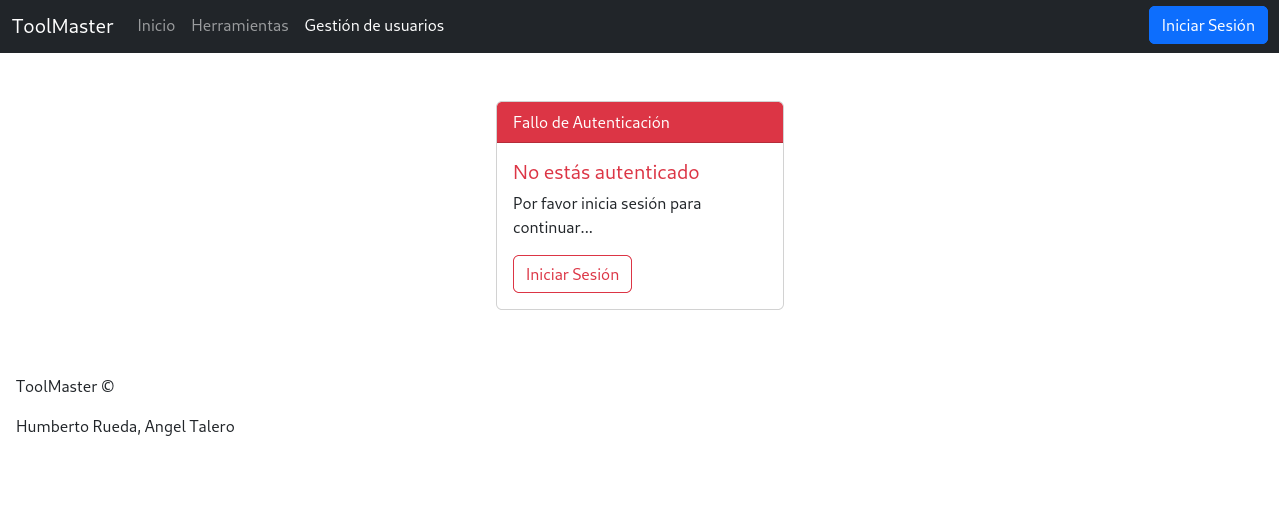 ToolMaster Inicio Herramientas Gestión de usuarios Iniciar Sesión
Fallo de Autenticación
No estás autenticado
Por favor inicia sesión para
continuar...
Iniciar Sesión
ToolMaster ©
Humberto Rueda, Angel Talero